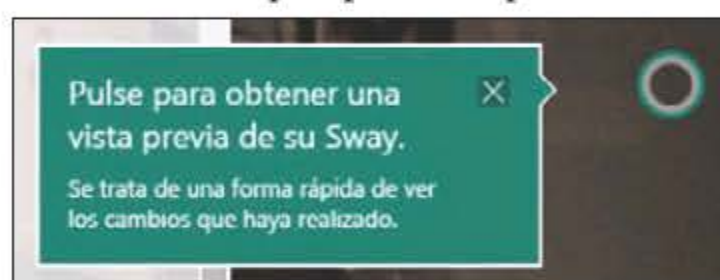 Pulse para obtener una
vista previa de su Sway.
Se trata de una forma rápida de ver
los cambios que haya realizado.